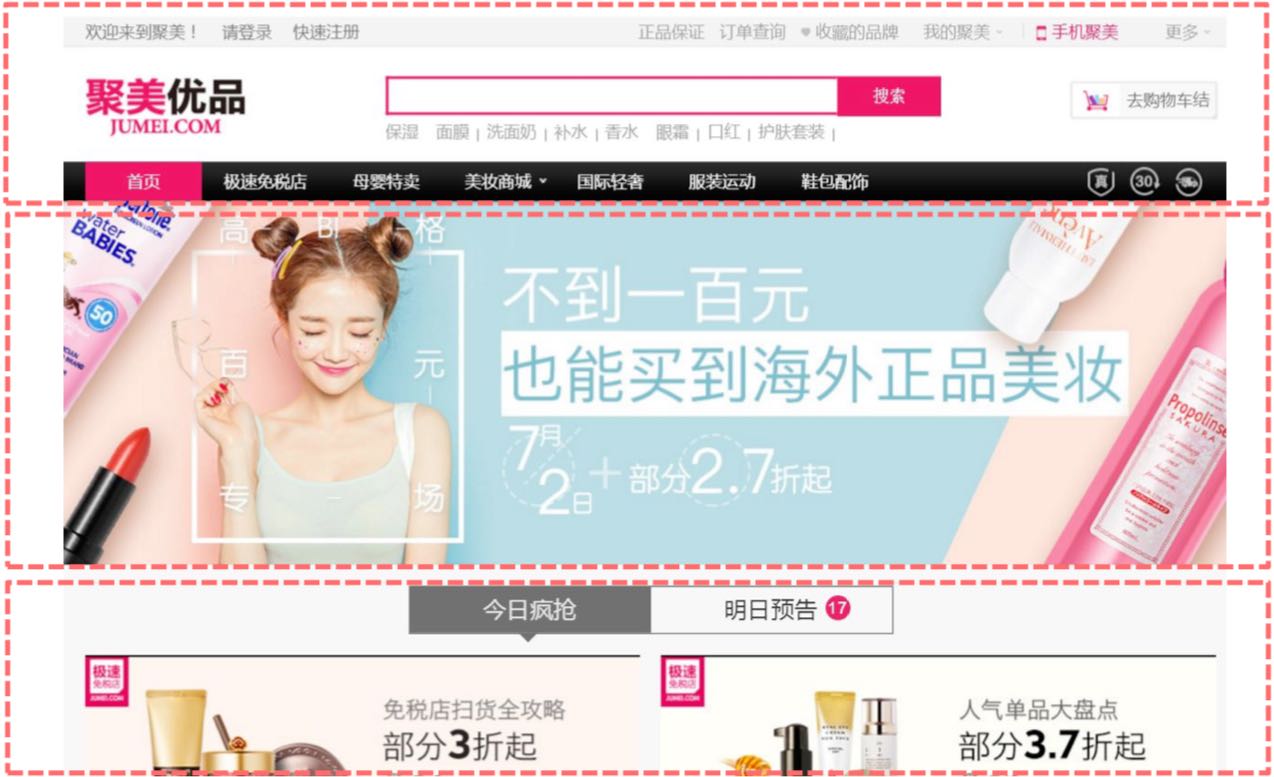 欢迎来到聚美！ 请登录 快速注册 正品保证 订单查询 收藏的品牌 我的聚美 手机聚美 更多
聚美优品
JUMEI.COM
搜索
去购物车结
保湿 面膜 | 洗面奶 | 补水 | 香水 眼霜 | 口红 | 护肤套装 |
首页 极速免税店 母婴特卖 美妆商城 国际轻奢 服装运动 鞋包配饰 真 30
water
BABIES
50
高 BI 格
百 元
专 场
不到一百元
也能买到海外正品美妆
7月2日+部分2.7折起
Avène
EAU THERMALE
Propolinse
SAKURA
今日疯抢 明日预告 17
极速
免税店
JUMEI.COM
免税店扫货全攻略
部分3折起
极速
免税店
JUMEI.COM
人气单品大盘点
部分3.7折起